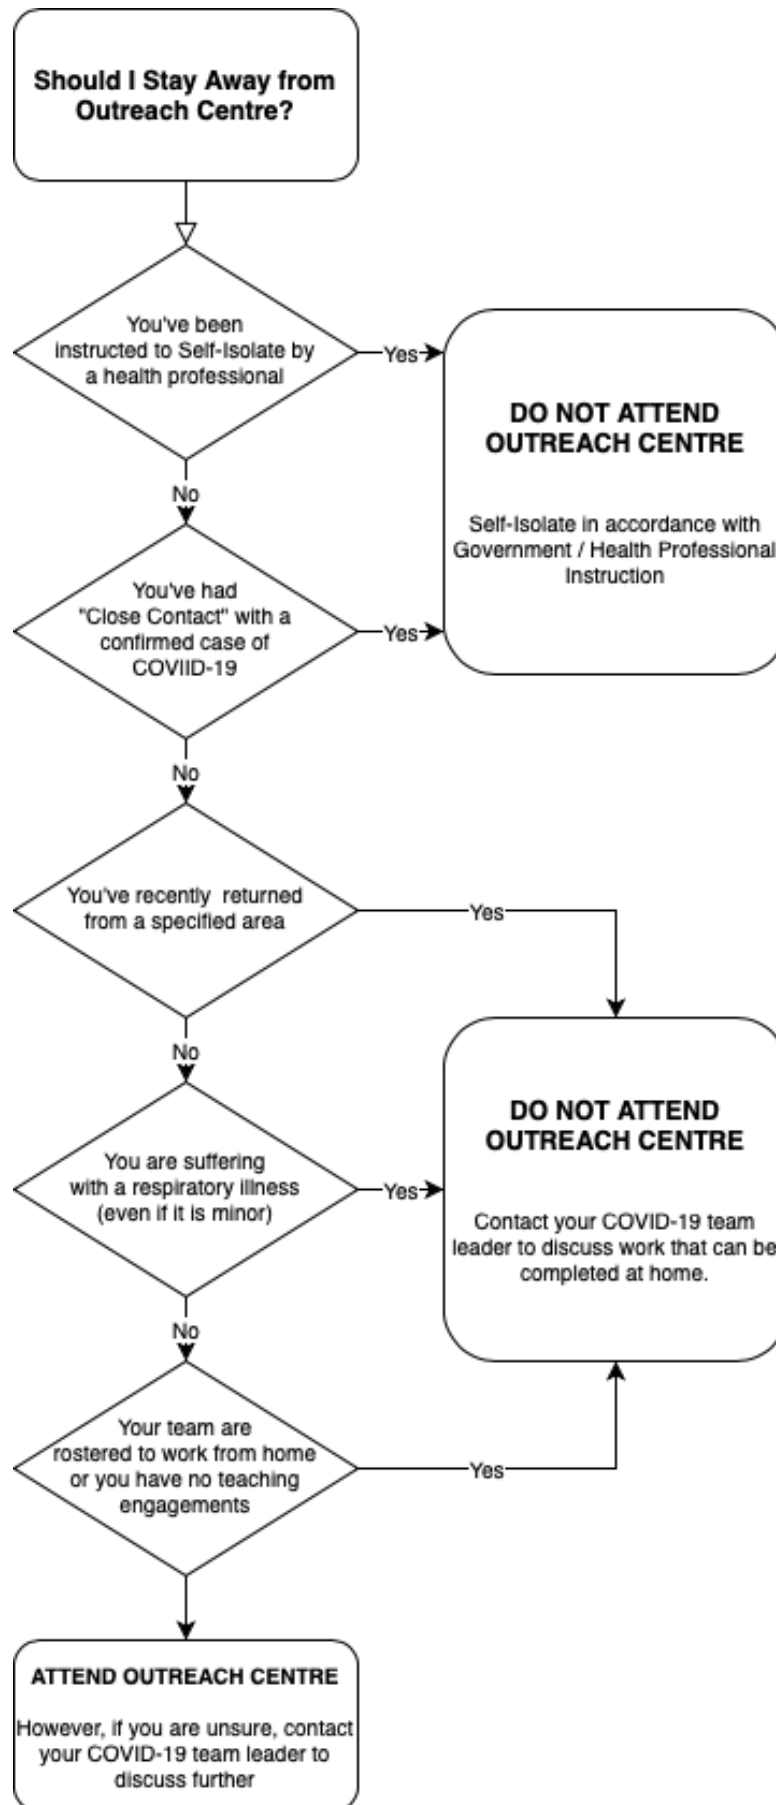 Should I Stay Away from
Outreach Centre?
You've been
instructed to Self-Isolate by
a health professional
Yes
DO NOT ATTEND
OUTREACH CENTRE
Self-Isolate in accordance with
Government / Health Professional
Instruction
No
You've had
"Close Contact" with a
confirmed case of
COVIID-19
Yes
No
You've recently returned
from a specified area
Yes
No
You are suffering
with a respiratory illness
(even if it is minor)
Yes
DO NOT ATTEND
OUTREACH CENTRE
Contact your COVID-19 team
leader to discuss work that can be
completed at home.
No
Your team are
rostered to work from home
or you have no teaching
engagements
Yes
ATTEND OUTREACH CENTRE
However, if you are unsure, contact
your COVID-19 team leader to
discuss further